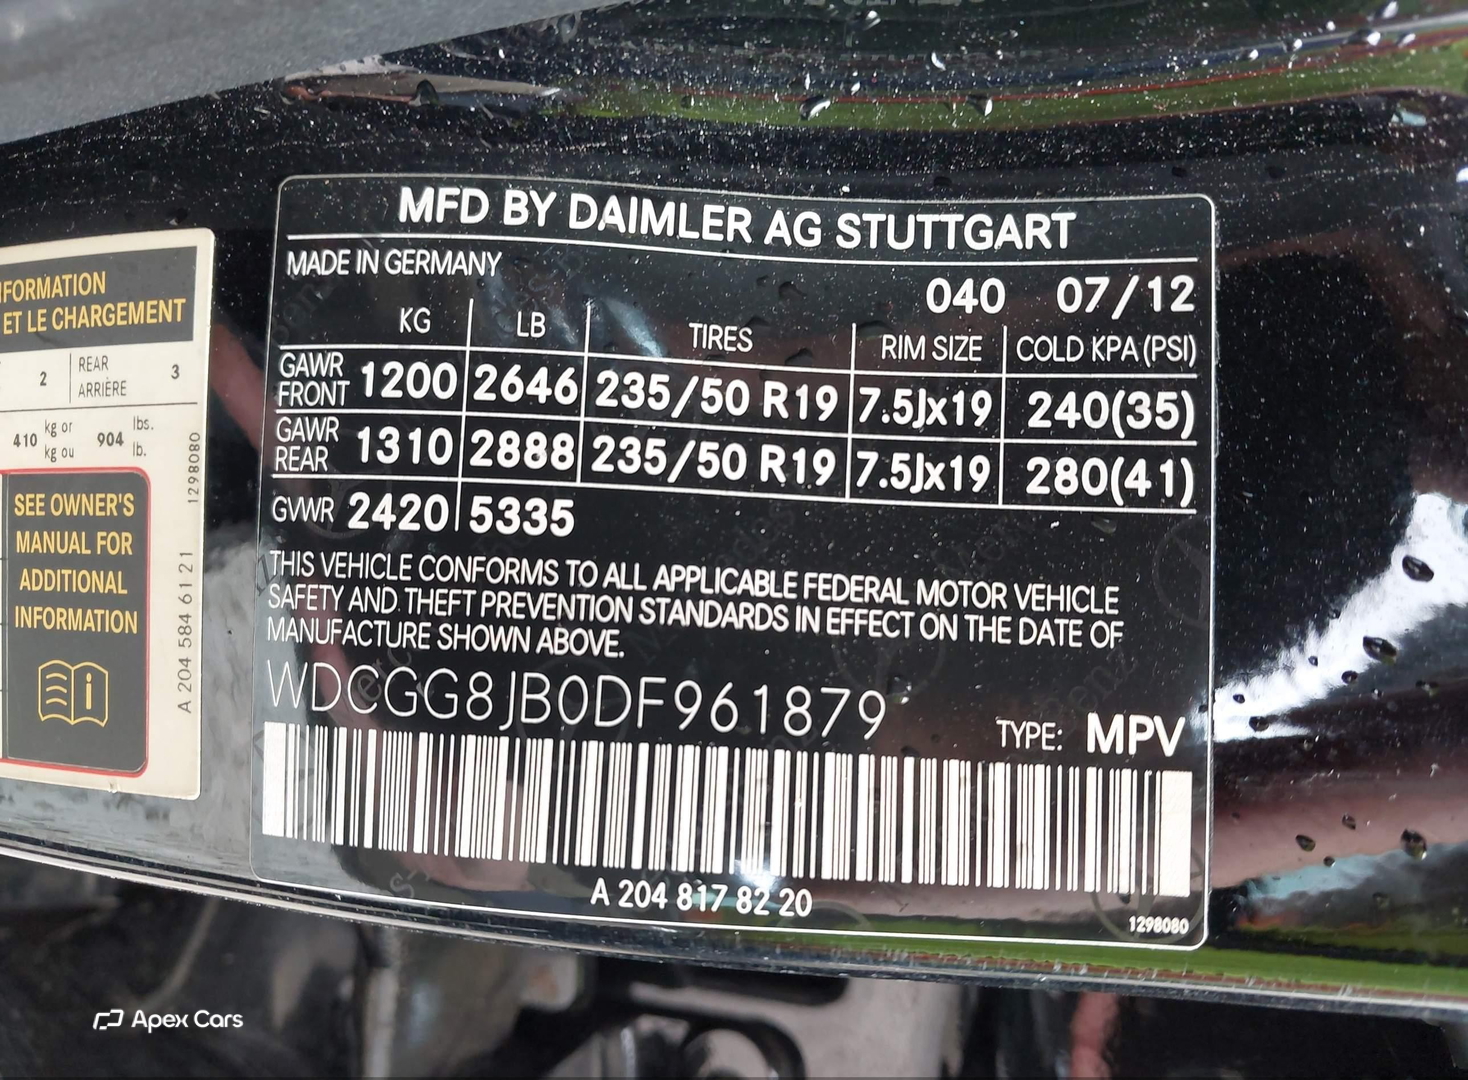 MFD BY DAIMLER AG STUTTGART
MADE IN GERMANY
040 07/12
KG LB TIRES RIM SIZE COLD KPA (PSI)
GAWR FRONT 1200 2646 235/50 R19 7.5Jx19 240(35)
GAWR REAR 1310 2888 235/50 R19 7.5Jx19 280(41)
GVWR 2420 5335
THIS VEHICLE CONFORMS TO ALL APPLICABLE FEDERAL MOTOR VEHICLE
SAFETY AND THEFT PREVENTION STANDARDS IN EFFECT ON THE DATE OF
MANUFACTURE SHOWN ABOVE.
WDCGG8JB0DF961879
TYPE: MPV
A 204 817 82 20
1298080
ET LE CHARGEMENT
2 REAR ARRIÈRE 3
410 kg or kg ou 904 lbs. lb.
SEE OWNER'S
MANUAL FOR
ADDITIONAL
INFORMATION
A 204 584 61 21 1298080
Apex Cars